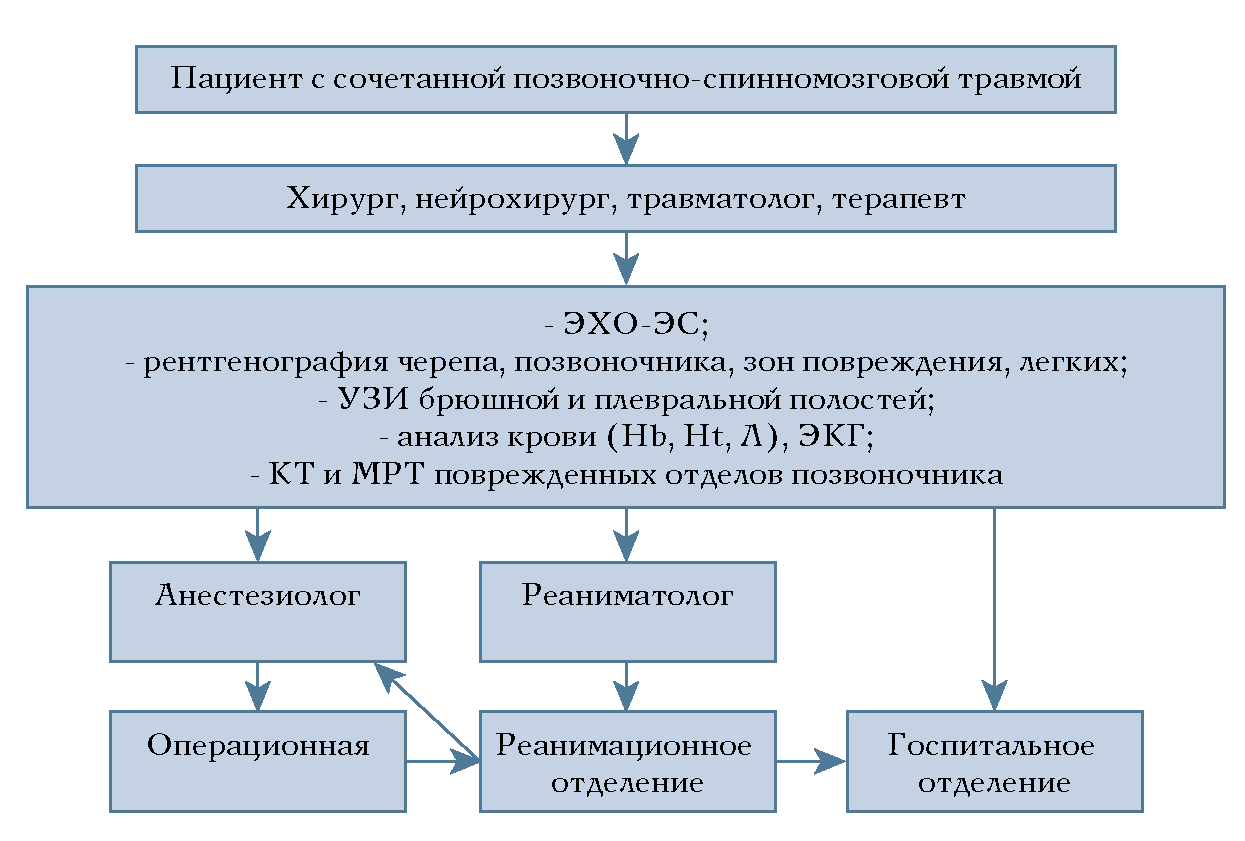 Пациент с сочетанной позвоночно-спинномозговой травмой
Хирург, нейрохирург, травматолог, терапевт
- ЭХО-ЭС;
- рентгенография черепа, позвоночника, зон повреждения, легких;
- УЗИ брюшной и плевральной полостей;
- анализ крови (Hb, Ht, Л), ЭКГ;
- КТ и МРТ поврежденных отделов позвоночника
Анестезиолог
Реаниматолог
Операционная
Реанимационное
отделение
Госпитальное
отделение